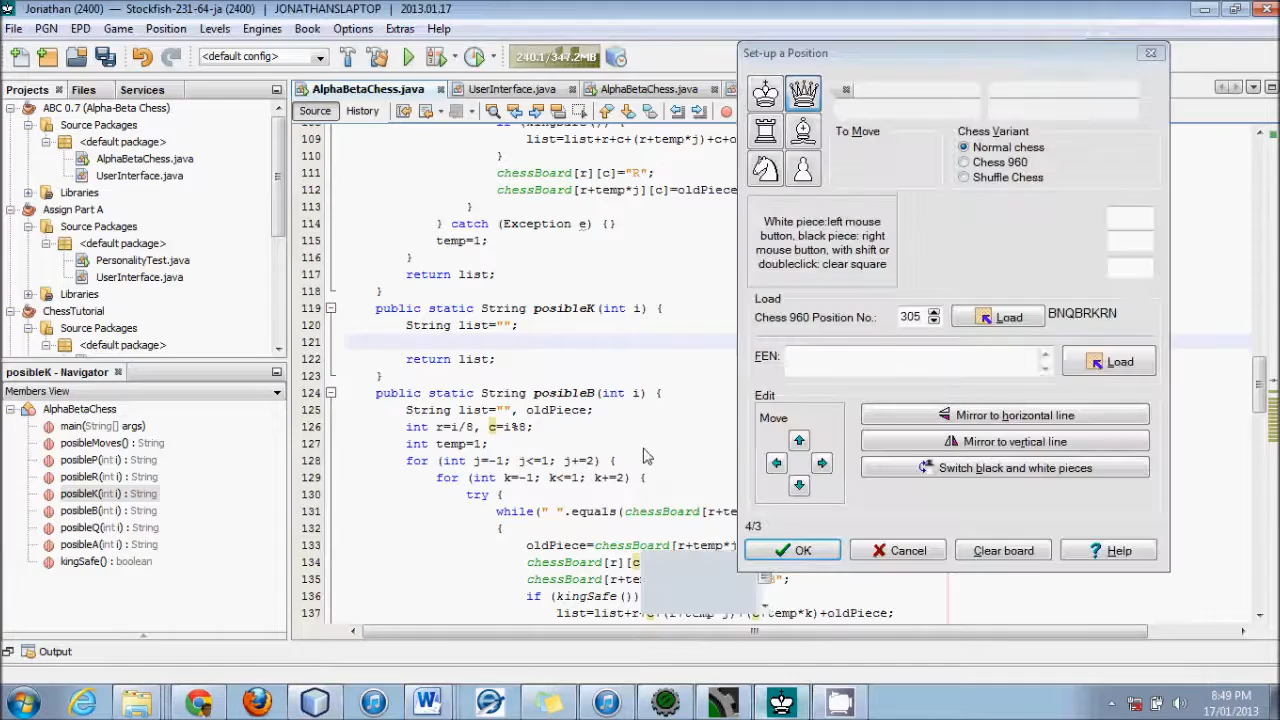 Jonathan (2400) — Stockfish-231-64-ja (2400) | JONATHANSLAPTOP | 2013.01.17
File PGN EPD Game Position Levels Engines Book Options Extras Help
<default config>
240.1/347.2MB
Projects Files Services
ABC 0.7 (Alpha-Beta Chess)
Source Packages
<default package>
AlphaBetaChess.java
UserInterface.java
Libraries
Assign Part A
Source Packages
<default package>
PersonalityTest.java
UserInterface.java
Libraries
ChessTutorial
Source Packages
<default package>
posibleK - Navigator
Members View
AlphaBetaChess
main(String[] args)
posibleMoves() : String
posibleP(int i) : String
posibleR(int i) : String
posibleK(int i) : String
posibleB(int i) : String
posibleQ(int i) : String
posibleA(int i) : String
kingSafe() : boolean
AlphaBetaChess.java UserInterface.java AlphaBetaChess.java
Source History
109 list=list+r+c+(r+temp*j)+c+o
110 }
111 chessBoard[r][c]="R";
112 chessBoard[r+temp*j][c]=oldPiece;
113 }
114 } catch (Exception e) {}
115 temp=1;
116 }
117 return list;
118 }
119 public static String posibleK(int i) {
120 String list="";
121
122 return list;
123 }
124 public static String posibleB(int i) {
125 String list="", oldPiece;
126 int r=i/8, c=i%8;
127 int temp=1;
128 for (int j=-1; j<=1; j+=2) {
129 for (int k=-1; k<=1; k+=2) {
130 try {
131 while(" ".equals(chessBoard[r+te
132 {
133 oldPiece=chessBoard[r+temp*j
134 chessBoard[r][c
135 chessBoard[r+te ";
136 if (kingSafe())
137 list=list+r+c+(r+temp*j)+(c+temp*k)+oldPiece;
Set-up a Position
To Move
Chess Variant
Normal chess
Chess 960
Shuffle Chess
White piece:left mouse
button, black piece: right
mouse button, with shift or
doubleclick: clear square
Load
Chess 960 Position No.: 305 Load BNQBRKRN
FEN: Load
Edit
Move
Mirror to horizontal line
Mirror to vertical line
Switch black and white pieces
4/3
OK Cancel Clear board Help
Output
8:49 PM
17/01/2013